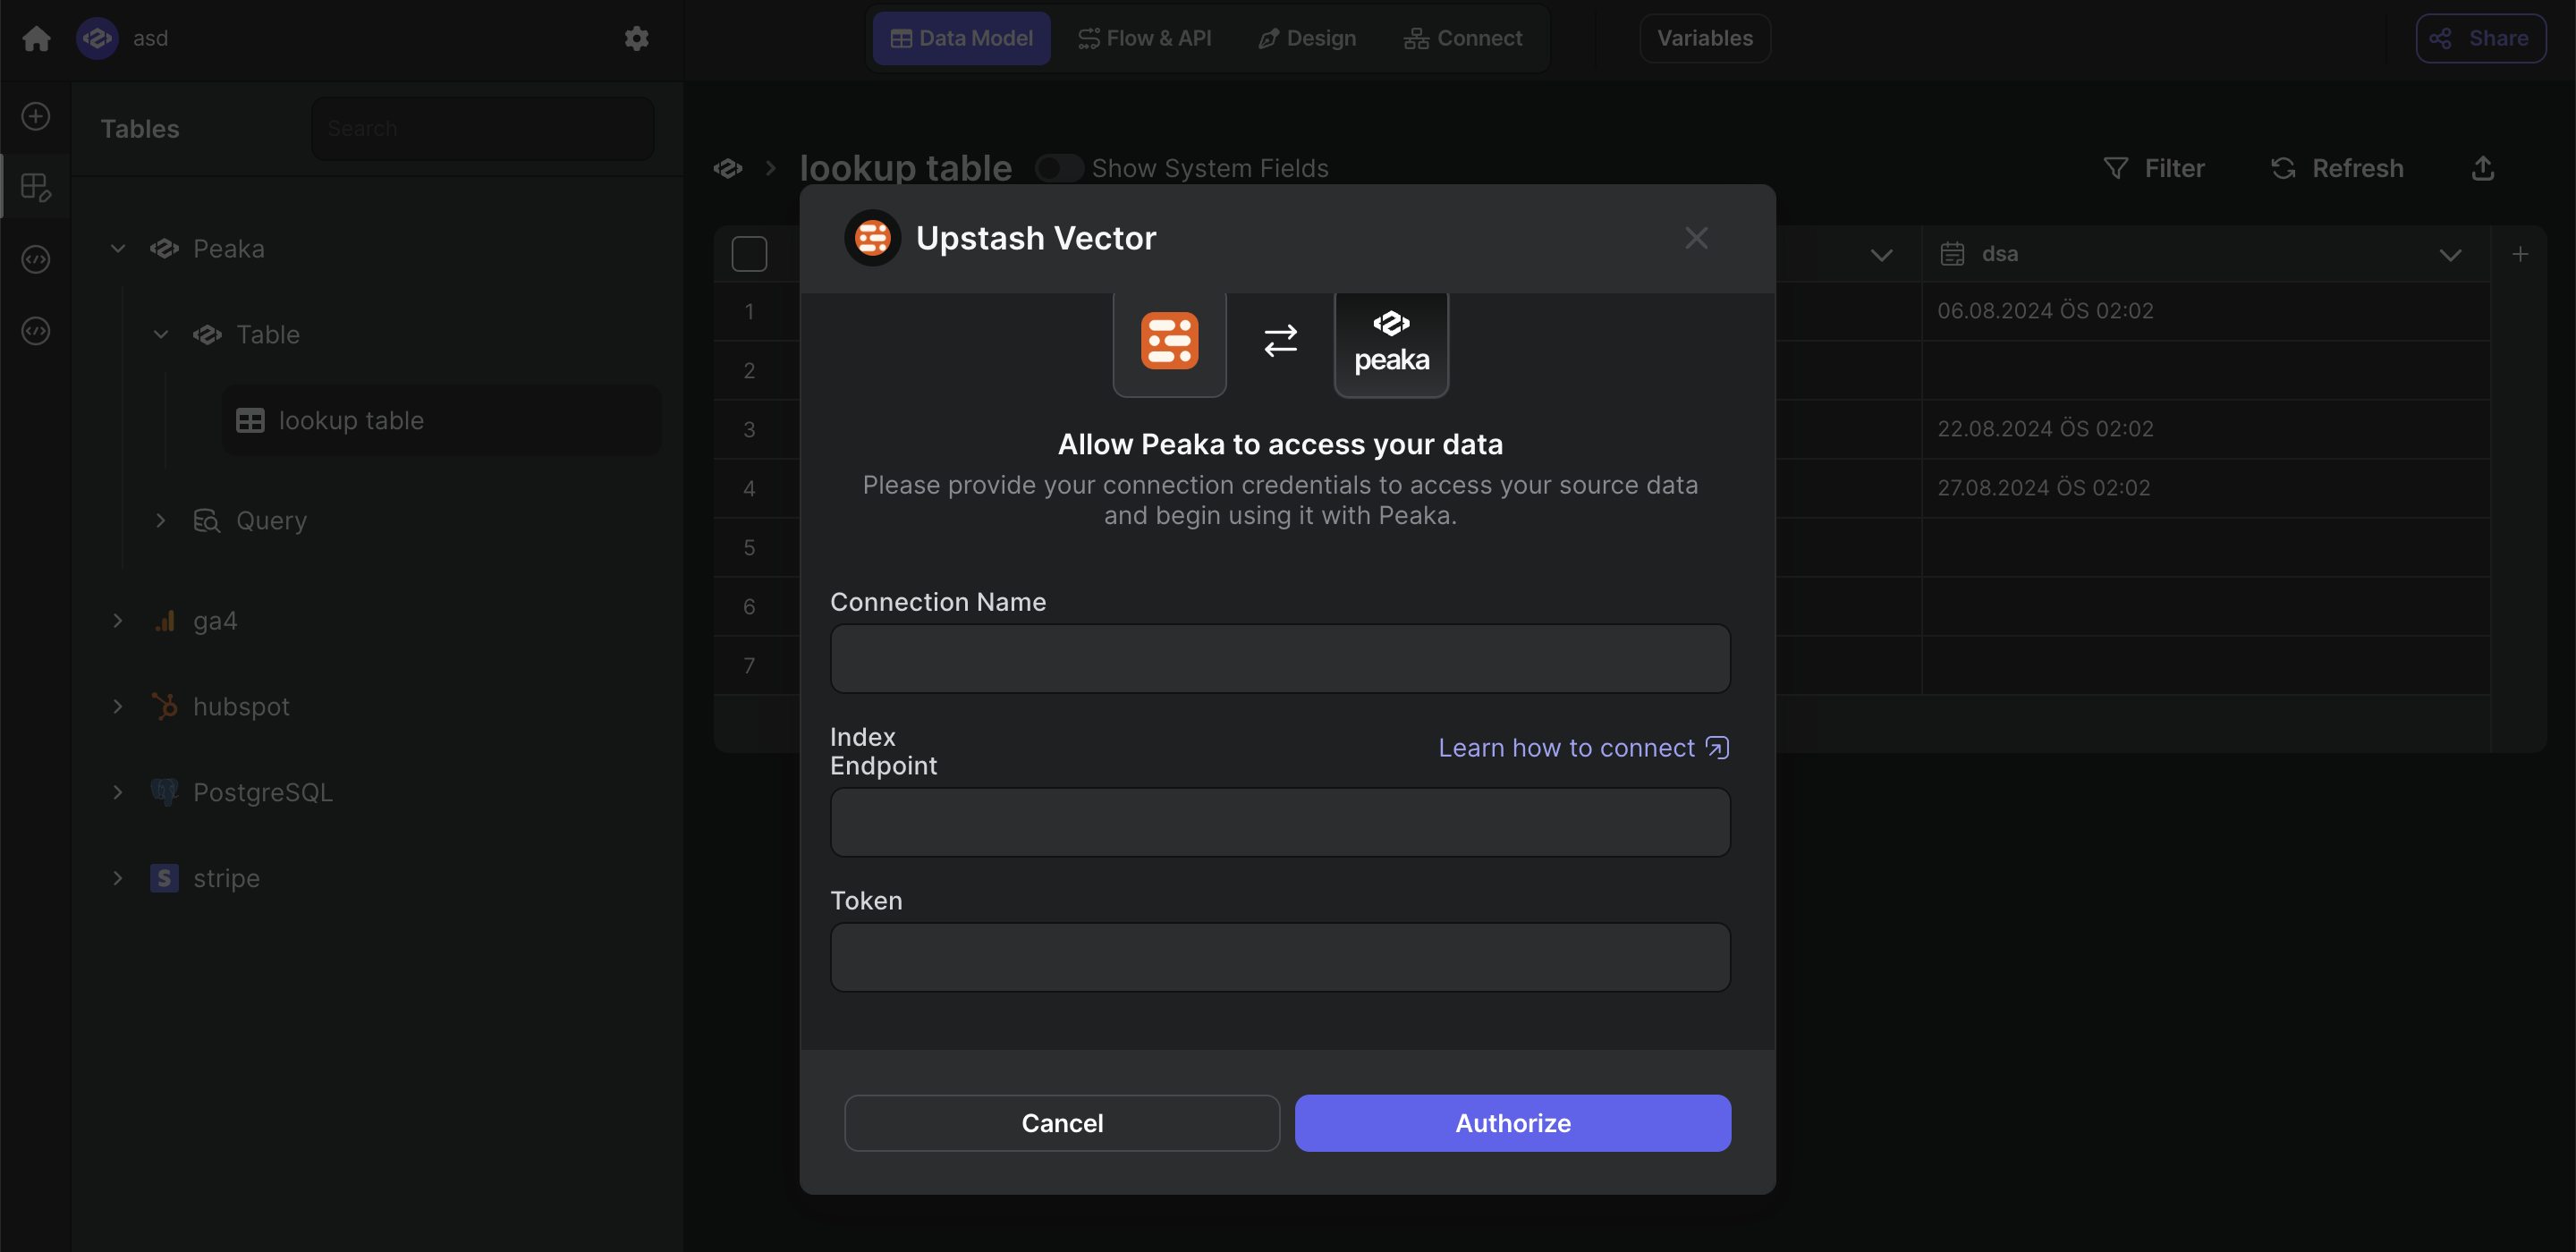 asd
Data Model
Flow & API
Design
Connect
Variables
Share
Tables
Search
Peaka
Table
lookup table
Query
ga4
hubspot
PostgreSQL
stripe
lookup table
Show System Fields
Filter
Refresh
dsa
1
06.08.2024 ÖS 02:02
2
3
22.08.2024 ÖS 02:02
4
27.08.2024 ÖS 02:02
5
6
7
Upstash Vector
peaka
Allow Peaka to access your data
Please provide your connection credentials to access your source data
and begin using it with Peaka.
Connection Name
Index
Endpoint
Learn how to connect
Token
Cancel
Authorize